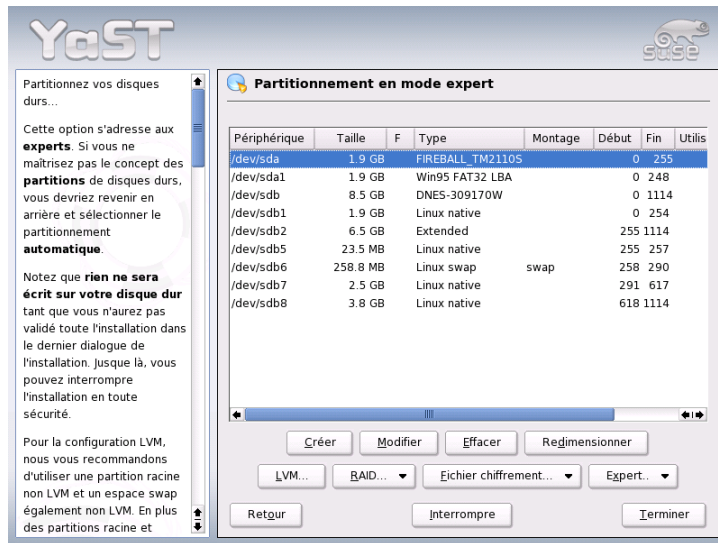 YaST
SUSE
Partitionnez vos disques
durs...
Cette option s'adresse aux
experts. Si vous ne
maîtrisez pas le concept des
partitions de disques durs,
vous devriez revenir en
arrière et sélectionner le
partitionnement
automatique.
Notez que rien ne sera
écrit sur votre disque dur
tant que vous n'aurez pas
validé toute l'installation dans
le dernier dialogue de
l'installation. Jusque là, vous
pouvez interrompre
l'installation en toute
sécurité.
Pour la configuration LVM,
nous vous recommandons
d'utiliser une partition racine
non LVM et un espace swap
également non LVM. En plus
des partitions racine et
Partitionnement en mode expert
Périphérique Taille F Type Montage Début Fin Utilis
/dev/sda 1.9 GB FIREBALL_TM2110S 0 255
/dev/sda1 1.9 GB Win95 FAT32 LBA 0 248
/dev/sdb 8.5 GB DNES-309170W 0 1114
/dev/sdb1 1.9 GB Linux native 0 254
/dev/sdb2 6.5 GB Extended 255 1114
/dev/sdb5 23.5 MB Linux native 255 257
/dev/sdb6 258.8 MB Linux swap swap 258 290
/dev/sdb7 2.5 GB Linux native 291 617
/dev/sdb8 3.8 GB Linux native 618 1114
Créer Modifier Effacer Redimensionner
LVM... RAID... Fichier chiffrement... Expert..
Retour Interrompre Terminer